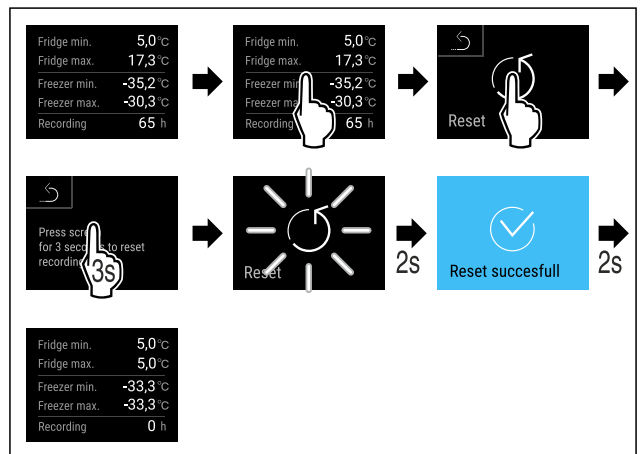 Fridge min. 5,0°C
Fridge max. 17,3°C
Freezer min. -35,2°C
Freezer max. -30,3°C
Recording 65 h
Fridge min. 5,0°C
Fridge max. 17,3°C
Freezer min. -35,2°C
Freezer ma -30,3°C
Recording 65 h
Reset
Press scr
for 3 seco s to reset
recording
3s
Reset
2s
Reset succesfull
2s
Fridge min. 5,0°C
Fridge max. 5,0°C
Freezer min. -33,3°C
Freezer max. -33,3°C
Recording 0 h